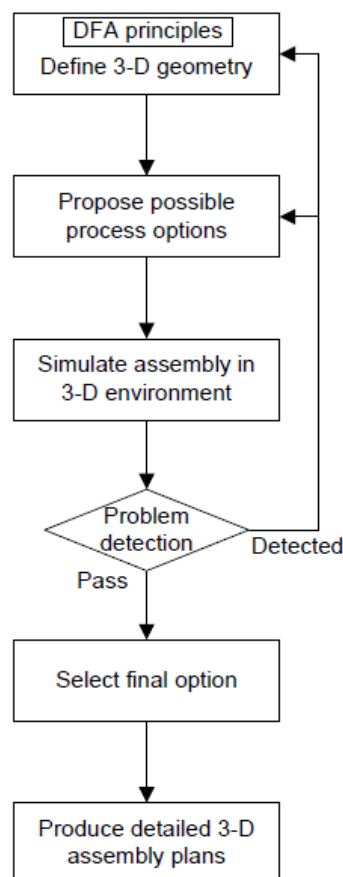 DFA principles
Define 3-D geometry
Propose possible
process options
Simulate assembly in
3-D environment
Problem
detection
Detected
Pass
Select final option
Produce detailed 3-D
assembly plans